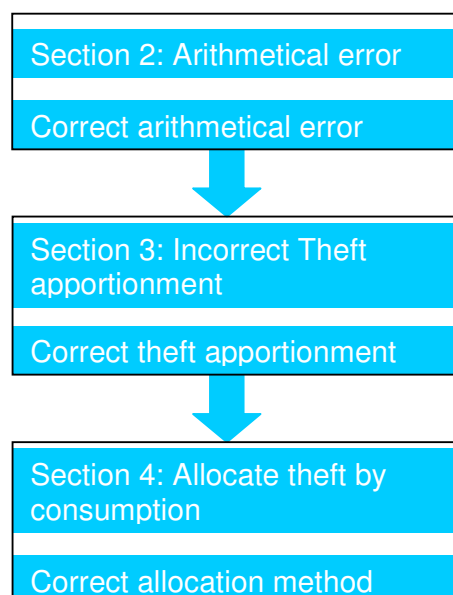 Section 2: Arithmetical error
Correct arithmetical error
Section 3: Incorrect Theft
apportionment
Correct theft apportionment
Section 4: Allocate theft by
consumption
Correct allocation method